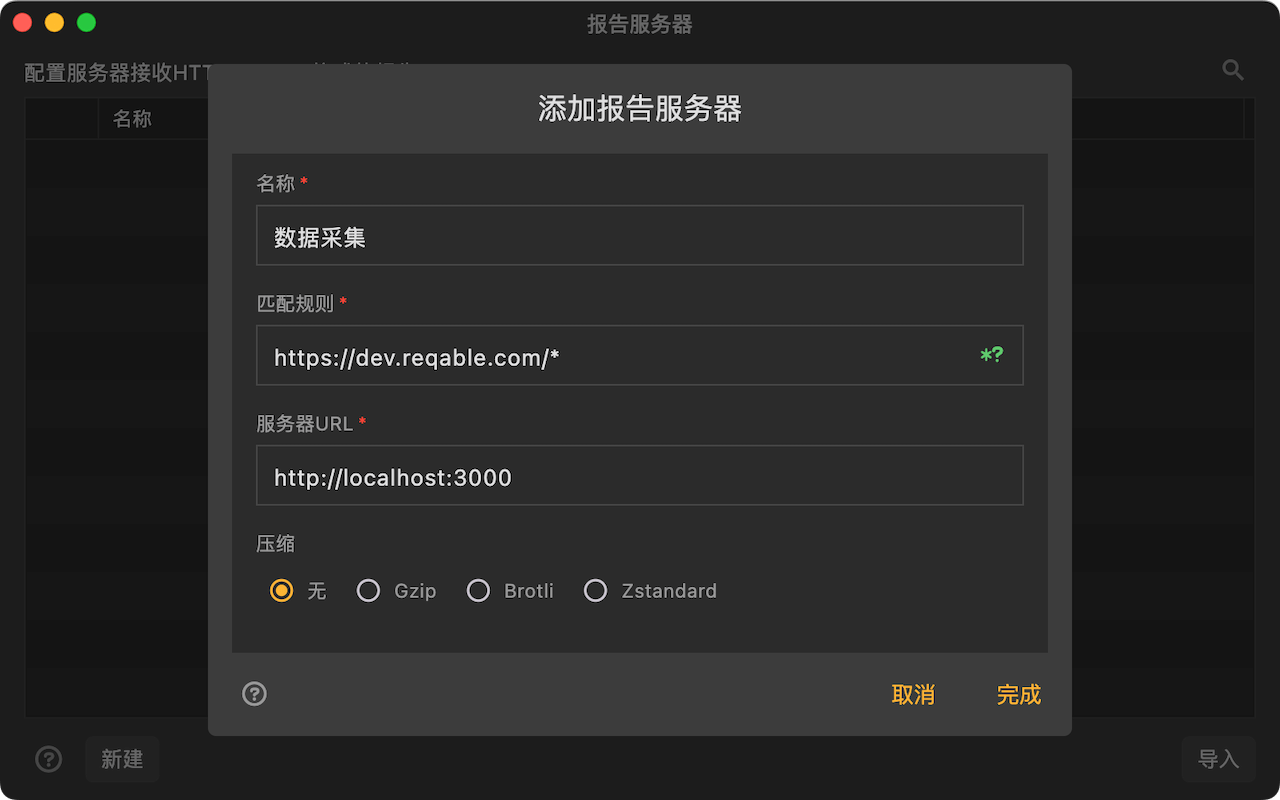 报告服务器
配置服务器接收HTT
名称
添加报告服务器
名称 *
数据采集
匹配规则 *
https://dev.reqable.com/*
*?
服务器URL *
http://localhost:3000
压缩
无 Gzip Brotli Zstandard
取消 完成
新建 导入